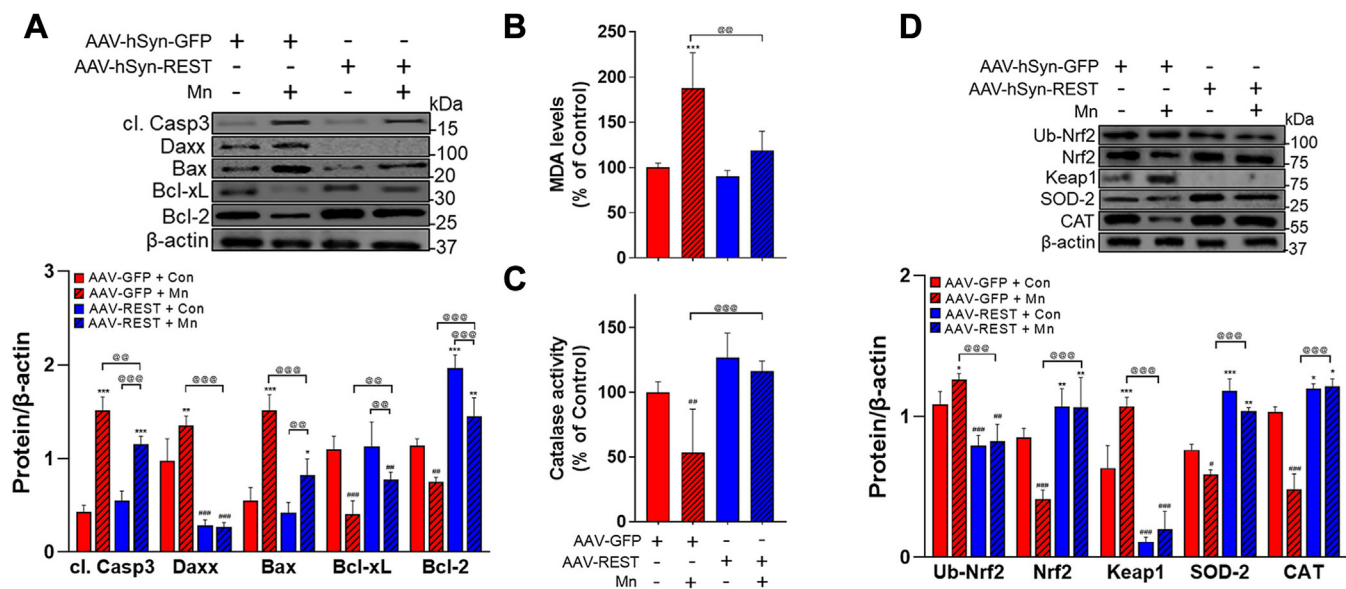 A
AAV-hSyn-GFP + + - -
AAV-hSyn-REST - - + +
Mn - + - +
kDa
cl. Casp3 -15
Daxx -100
Bax -20
Bcl-xL -30
Bcl-2 -25
β-actin -37
Protein/β-actin
3
2
1
0
AAV-GFP + Con
AAV-GFP + Mn
AAV-REST + Con
AAV-REST + Mn
@@ @@@ @@@ @@@ @@ @@ @@ @@@ @@@
*** *** ** ### ### *** * ### ## ## *** **
cl. Casp3 Daxx Bax Bcl-xL Bcl-2
B
MDA levels
(% of Control)
250
200
150
100
50
0
***
@@
C
Catalase activity
(% of Control)
150
100
50
0
##
@@@
AAV-GFP + + - -
AAV-REST - - + +
Mn - + - +
D
AAV-hSyn-GFP + + - -
AAV-hSyn-REST - - + +
Mn - + - +
kDa
Ub-Nrf2 -100
Nrf2 -75
Keap1 -75
SOD-2 -25
CAT -55
β-actin -37
Protein/β-actin
2
1
0
AAV-GFP + Con
AAV-GFP + Mn
AAV-REST + Con
AAV-REST + Mn
@@@ @@@ @@@ @@@ @@@
* ### ## ### ** ** *** ### ### # *** ** ### * *
Ub-Nrf2 Nrf2 Keap1 SOD-2 CAT